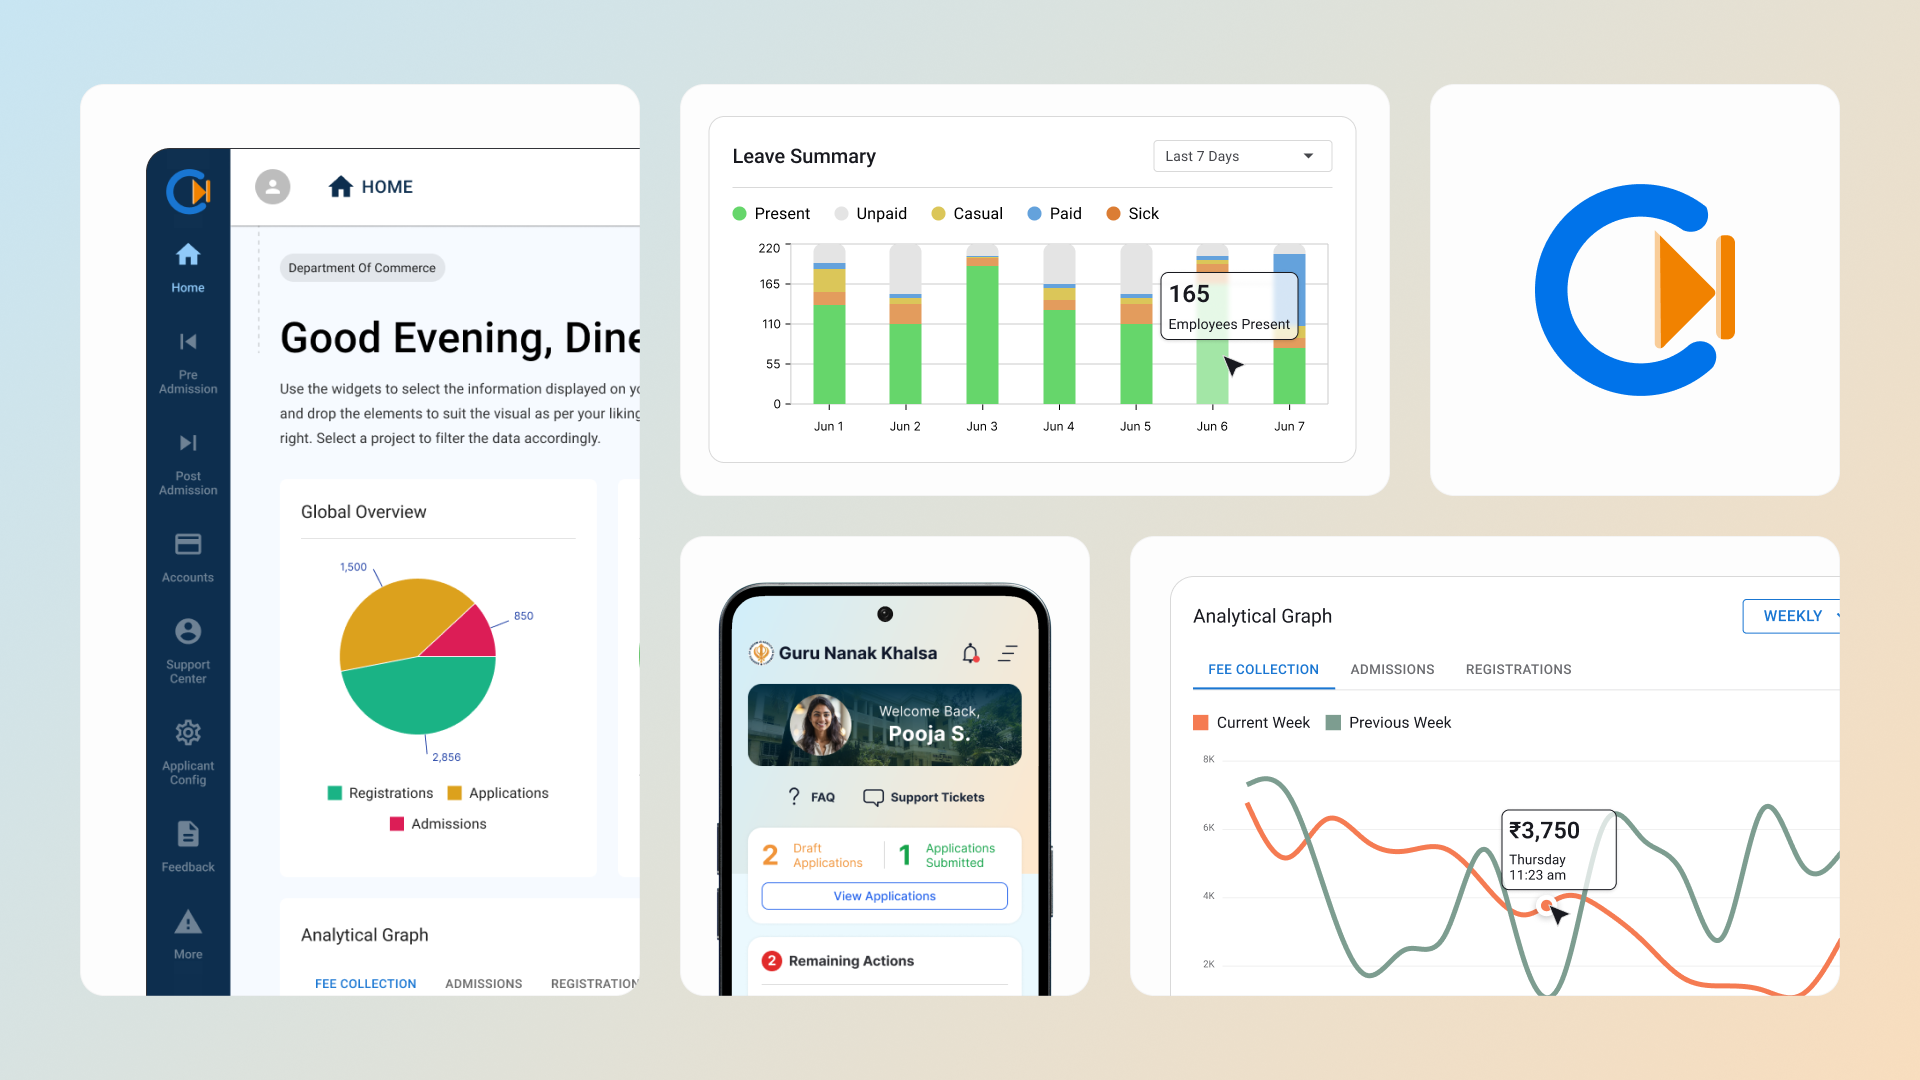 HOME
Home
Pre
Admission
Post
Admission
Accounts
Support
Center
Applicant
Config
Feedback
More
Department Of Commerce
Good Evening, Dine
Use the widgets to select the information displayed on yo
and drop the elements to suit the visual as per your liking
right. Select a project to filter the data accordingly.
Global Overview
1,500
850
2,856
Registrations Applications
Admissions
Analytical Graph
FEE COLLECTION ADMISSIONS REGISTRATION
Leave Summary
Last 7 Days
Present Unpaid Casual Paid Sick
220
165
110
55
0
165
Employees Present
Jun 1 Jun 2 Jun 3 Jun 4 Jun 5 Jun 6 Jun 7
Guru Nanak Khalsa
Welcome Back,
Pooja S.
? FAQ Support Tickets
2 Draft Applications
1 Applications Submitted
View Applications
2 Remaining Actions
Analytical Graph
WEEKLY
FEE COLLECTION ADMISSIONS REGISTRATIONS
Current Week Previous Week
8K
6K
4K
2K
₹3,750
Thursday
11:23 am